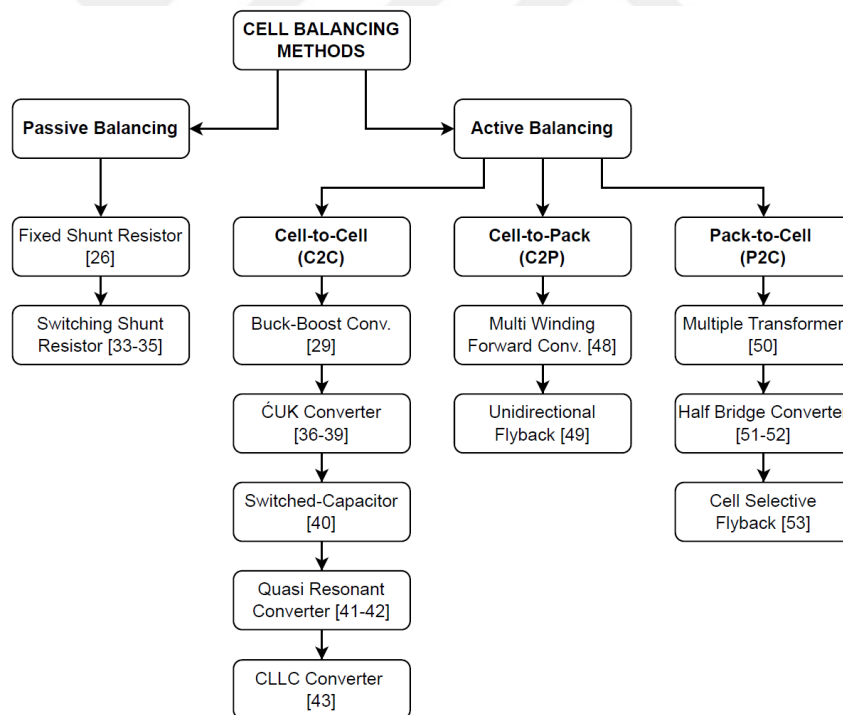 CELL BALANCING
METHODS
Passive Balancing
Active Balancing
Fixed Shunt Resistor
[26]
Switching Shunt
Resistor [33-35]
Cell-to-Cell
(C2C)
Buck-Boost Conv.
[29]
ĆUK Converter
[36-39]
Switched-Capacitor
[40]
Quasi Resonant
Converter [41-42]
CLLC Converter
[43]
Cell-to-Pack
(C2P)
Multi Winding
Forward Conv. [48]
Unidirectional
Flyback [49]
Pack-to-Cell
(P2C)
Multiple Transformer
[50]
Half Bridge Converter
[51-52]
Cell Selective
Flyback [53]